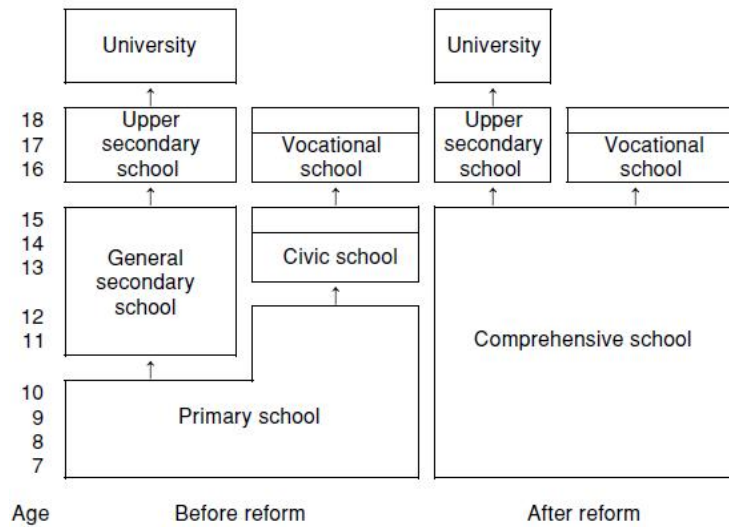 University
University
18
17
16
Upper
secondary
school
Vocational
school
Upper
secondary
school
Vocational
school
15
14
13
General
secondary
school
Civic school
12
11
Comprehensive school
10
9
8
7
Primary school
Age
Before reform
After reform